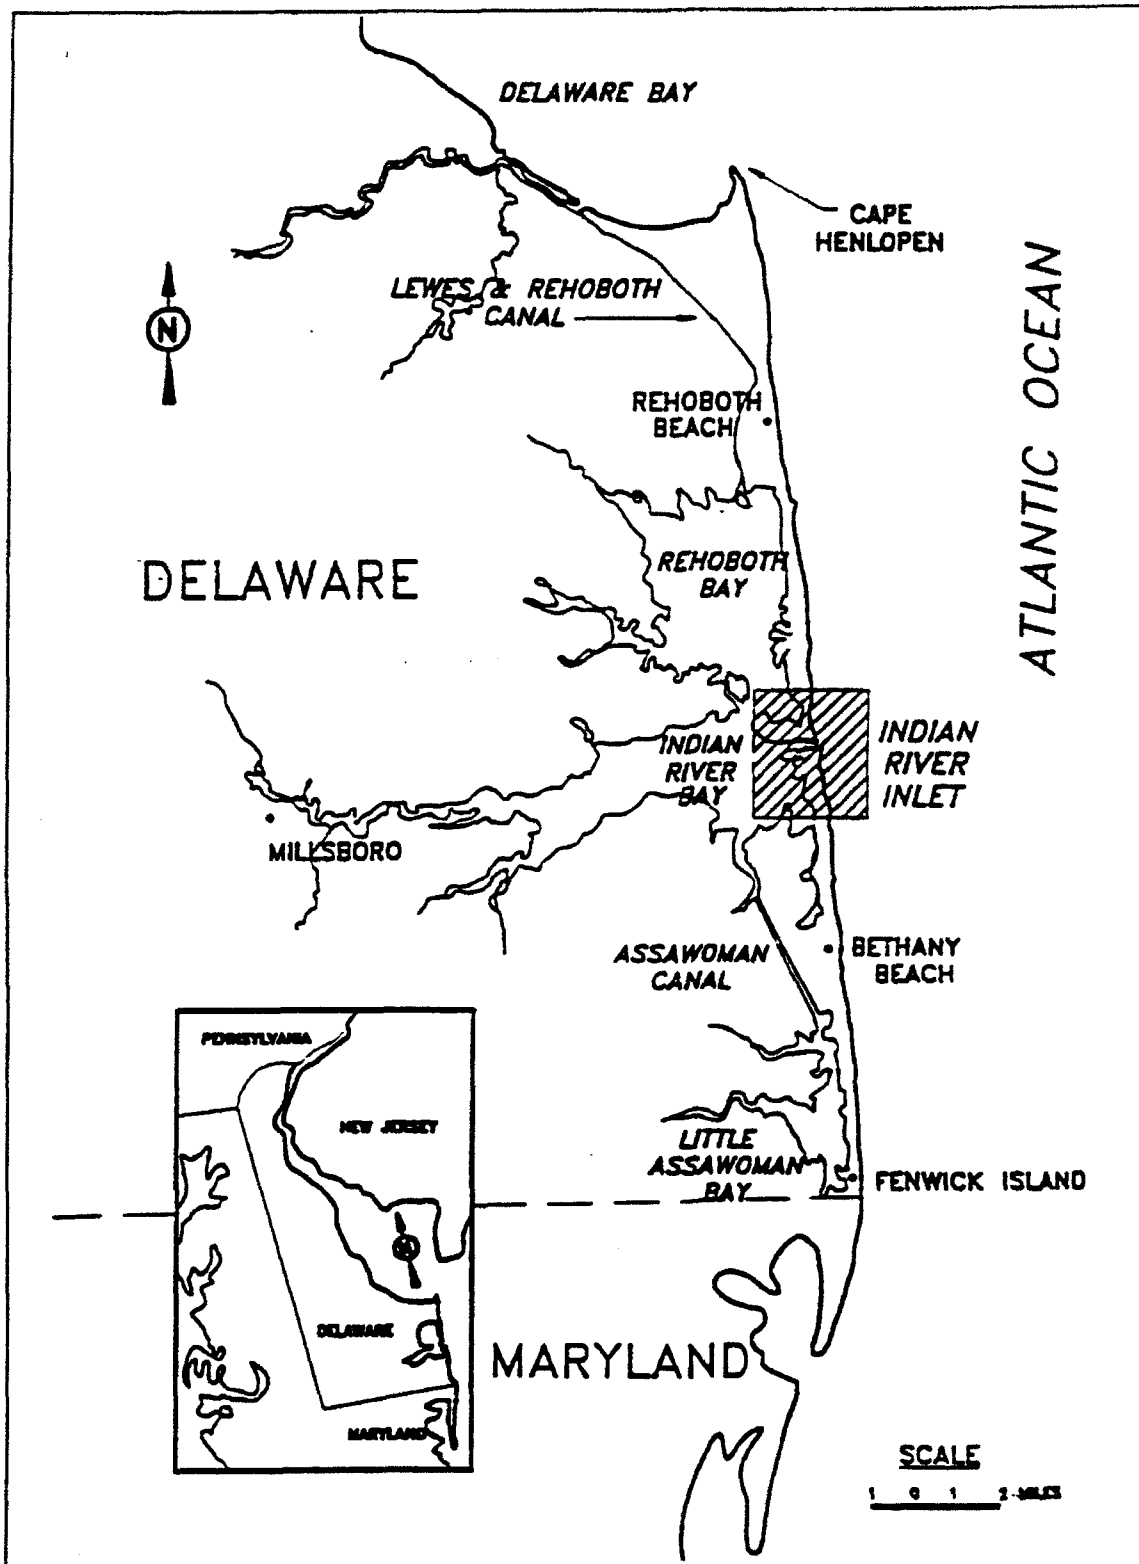 DELAWARE BAY
CAPE
HENLOPEN
LEWES & REHOBOTH
CANAL
N
REHOBOTH
BEACH
ATLANTIC OCEAN
REHOBOTH
BAY
DELAWARE
INDIAN
RIVER
BAY
INDIAN
RIVER
INLET
MILLSBORO
ASSAWOMAN
CANAL
BETHANY
BEACH
LITTLE
ASSAWOMAN
BAY
FENWICK ISLAND
PENNSYLVANIA
NEW JERSEY
N
DELAWARE
MARYLAND
MARYLAND
SCALE
1 0 1 2 MILES